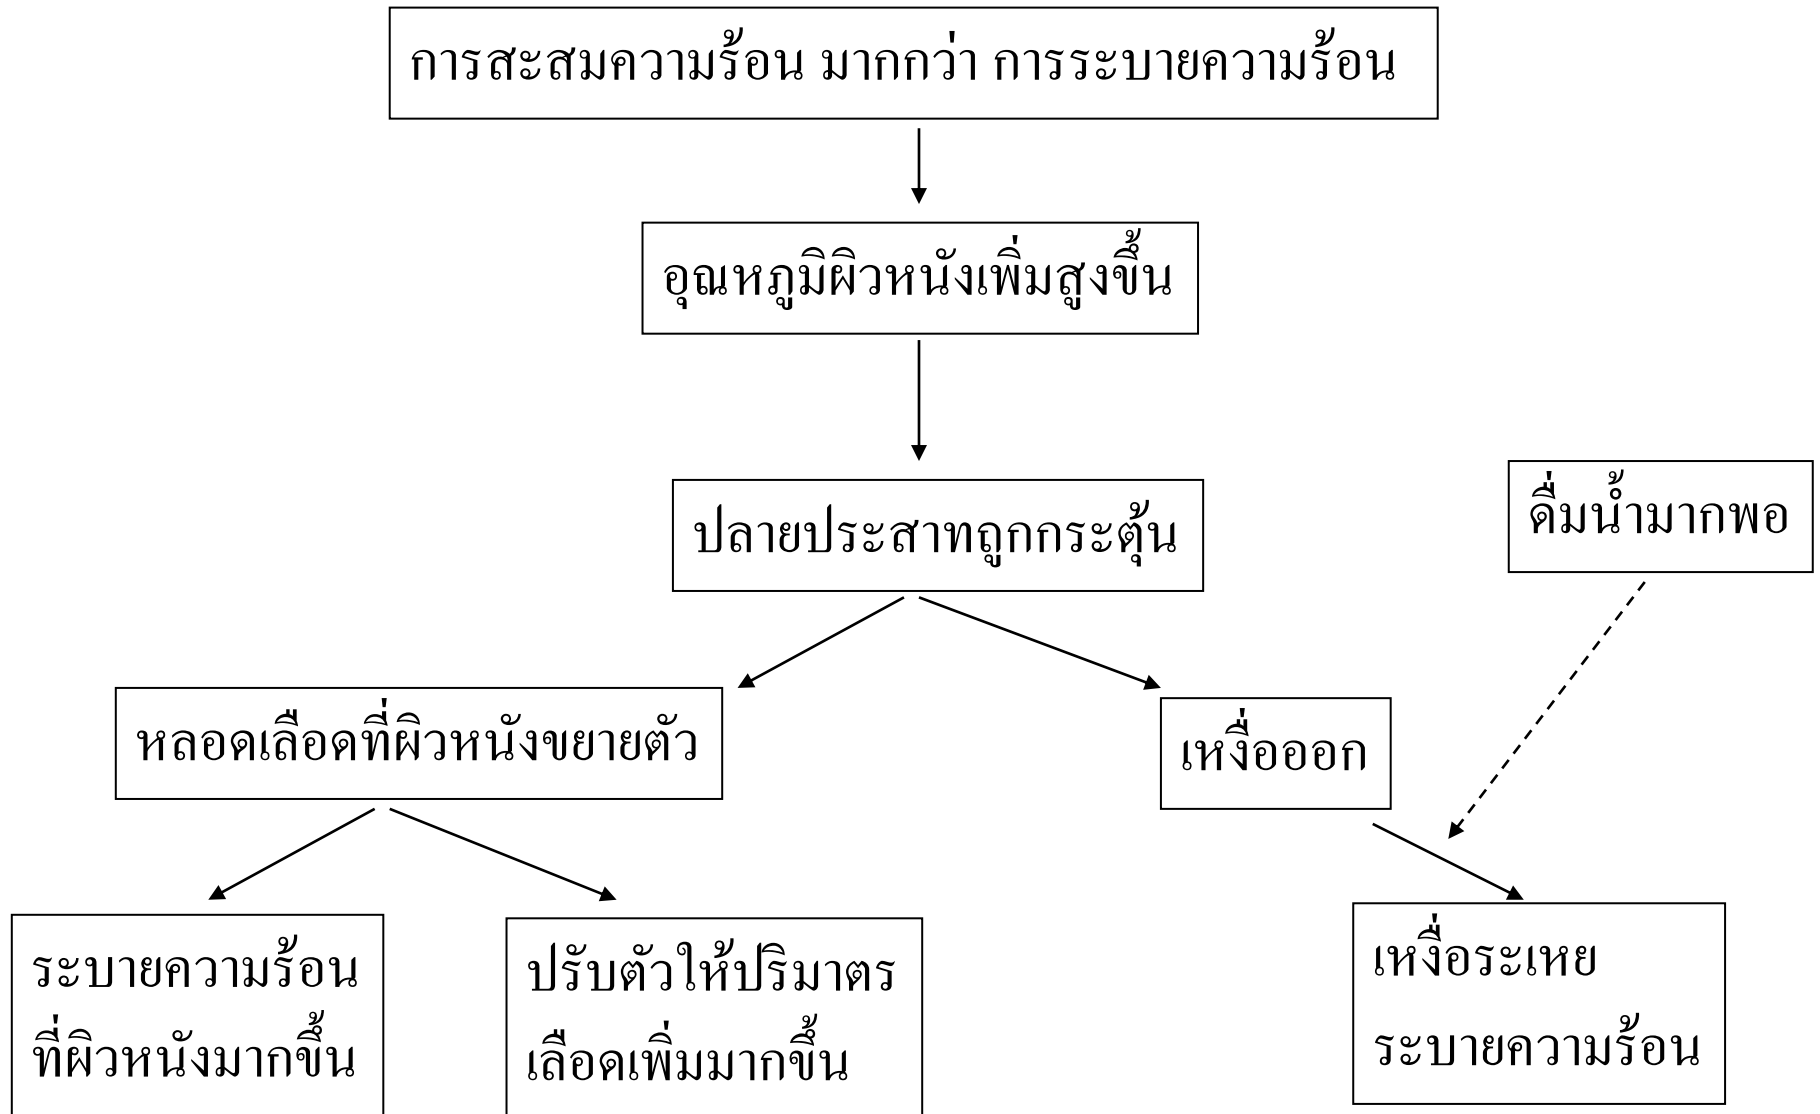 การสะสมความร้อน มากกว่า การระบายความร้อน
อุณหภูมิผิวหนังเพิ่มสูงขึ้น
ปลายประสาทถูกกระตุ้น
ดื่มน้ำมากพอ
หลอดเลือดที่ผิวหนังขยายตัว
เหงื่อออก
ระบายความร้อน
ที่ผิวหนังมากขึ้น
ปรับตัวให้ปริมาตร
เลือดเพิ่มมากขึ้น
เหงื่อระเหย
ระบายความร้อน